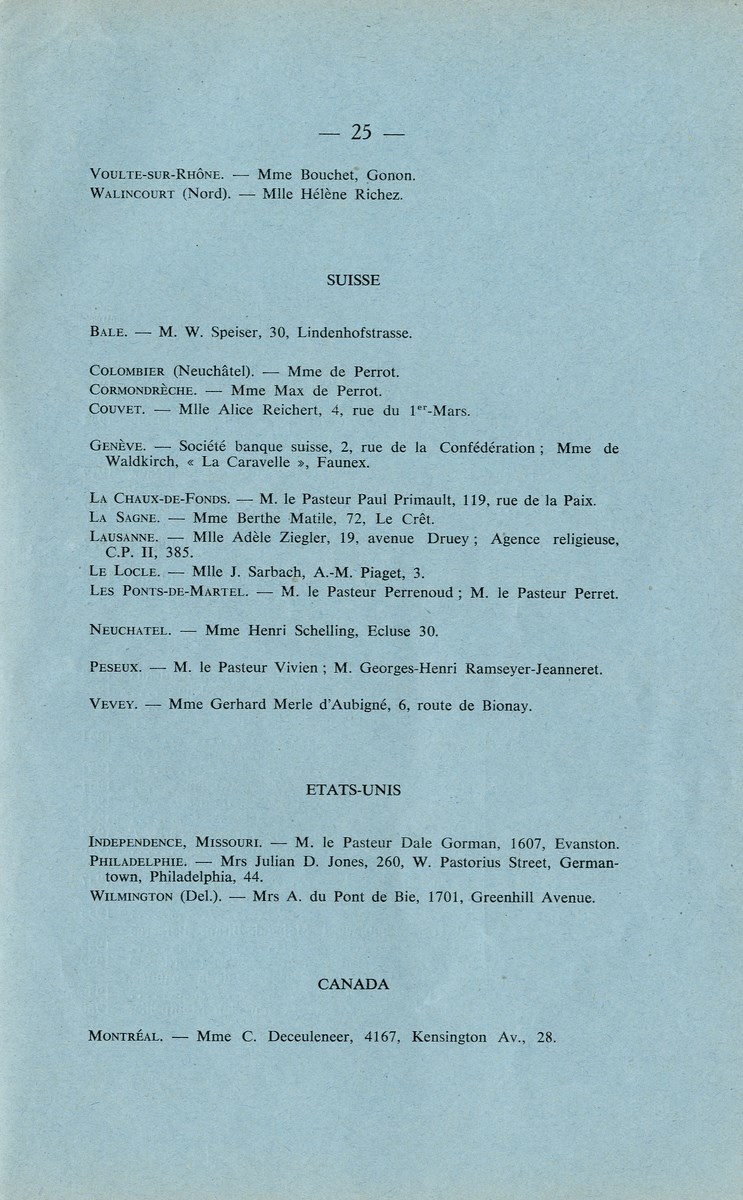 — 25 —
VOULTE-SUR-RHÔNE. — Mme Bouchet, Gonon.
WALINCOURT (Nord). — Mlle Hélène Richez.
SUISSE
BALE. — M. W. Speiser, 30, Lindenhofstrasse.
COLOMBIER (Neuchâtel). — Mme de Perrot.
CORMONDRÈCHE. — Mme Max de Perrot.
COUVET. — Mlle Alice Reichert, 4, rue du 1er-Mars.
GENÈVE. — Société banque suisse, 2, rue de la Confédération ; Mme de
Waldkirch, « La Caravelle », Faunex.
LA CHAUX-DE-FONDS. — M. le Pasteur Paul Primault, 119, rue de la Paix.
LA SAGNE. — Mme Berthe Matile, 72, Le Crêt.
LAUSANNE. — Mlle Adèle Ziegler, 19, avenue Druey ; Agence religieuse,
C.P. II, 385.
LE LOCLE. — Mlle J. Sarbach, A.-M. Piaget, 3.
LES PONTS-DE-MARTEL. — M. le Pasteur Perrenoud ; M. le Pasteur Perret.
NEUCHATEL. — Mme Henri Schelling, Ecluse 30.
PESEUX. — M. le Pasteur Vivien ; M. Georges-Henri Ramseyer-Jeanneret.
VEVEY. — Mme Gerhard Merle d'Aubigné, 6, route de Bionay.
ETATS-UNIS
INDEPENDENCE, MISSOURI. — M. le Pasteur Dale Gorman, 1607, Evanston.
PHILADELPHIE. — Mrs Julian D. Jones, 260, W. Pastorius Street, German-
town, Philadelphia, 44.
WILMINGTON (Del.). — Mrs A. du Pont de Bie, 1701, Greenhill Avenue.
CANADA
MONTRÉAL. — Mme C. Deceuleneer, 4167, Kensington Av., 28.